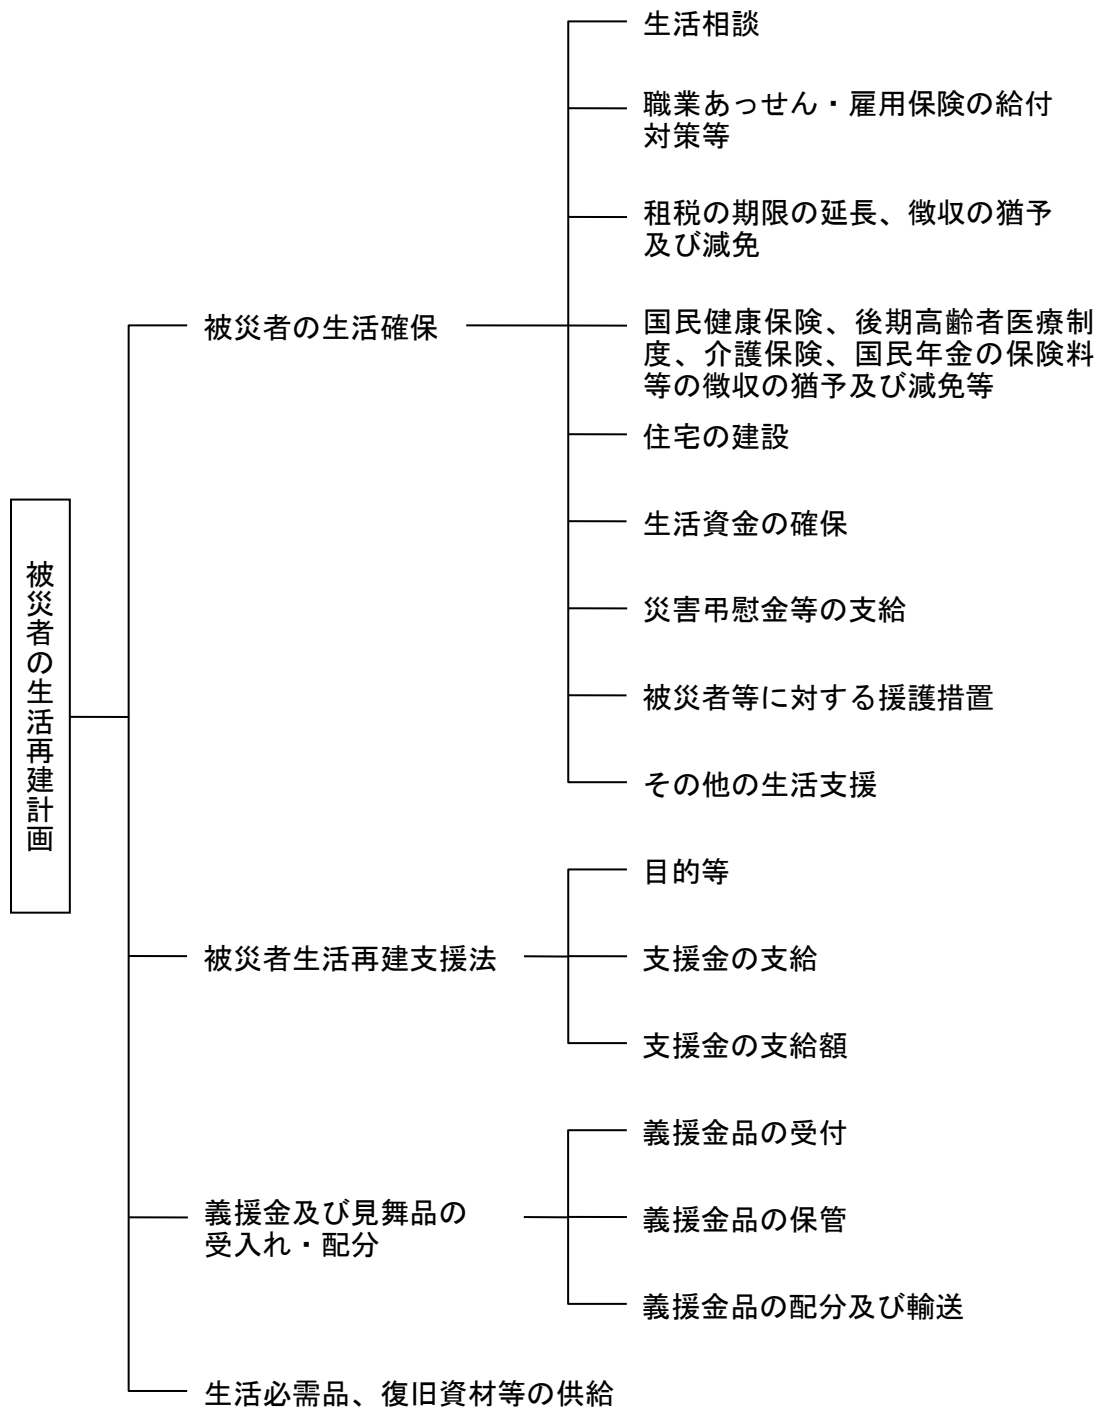 被災者の生活再建計画
被災者の生活確保
生活相談
職業あっせん・雇用保険の給付
対策等
租税の期限の延長、徴収の猶予
及び減免
国民健康保険、後期高齢者医療制
度、介護保険、国民年金の保険料
等の徴収の猶予及び減免等
住宅の建設
生活資金の確保
災害弔慰金等の支給
被災者等に対する援護措置
その他の生活支援
被災者生活再建支援法
目的等
支援金の支給
支援金の支給額
義援金及び見舞品の
受入れ・配分
義援金品の受付
義援金品の保管
義援金品の配分及び輸送
生活必需品、復旧資材等の供給